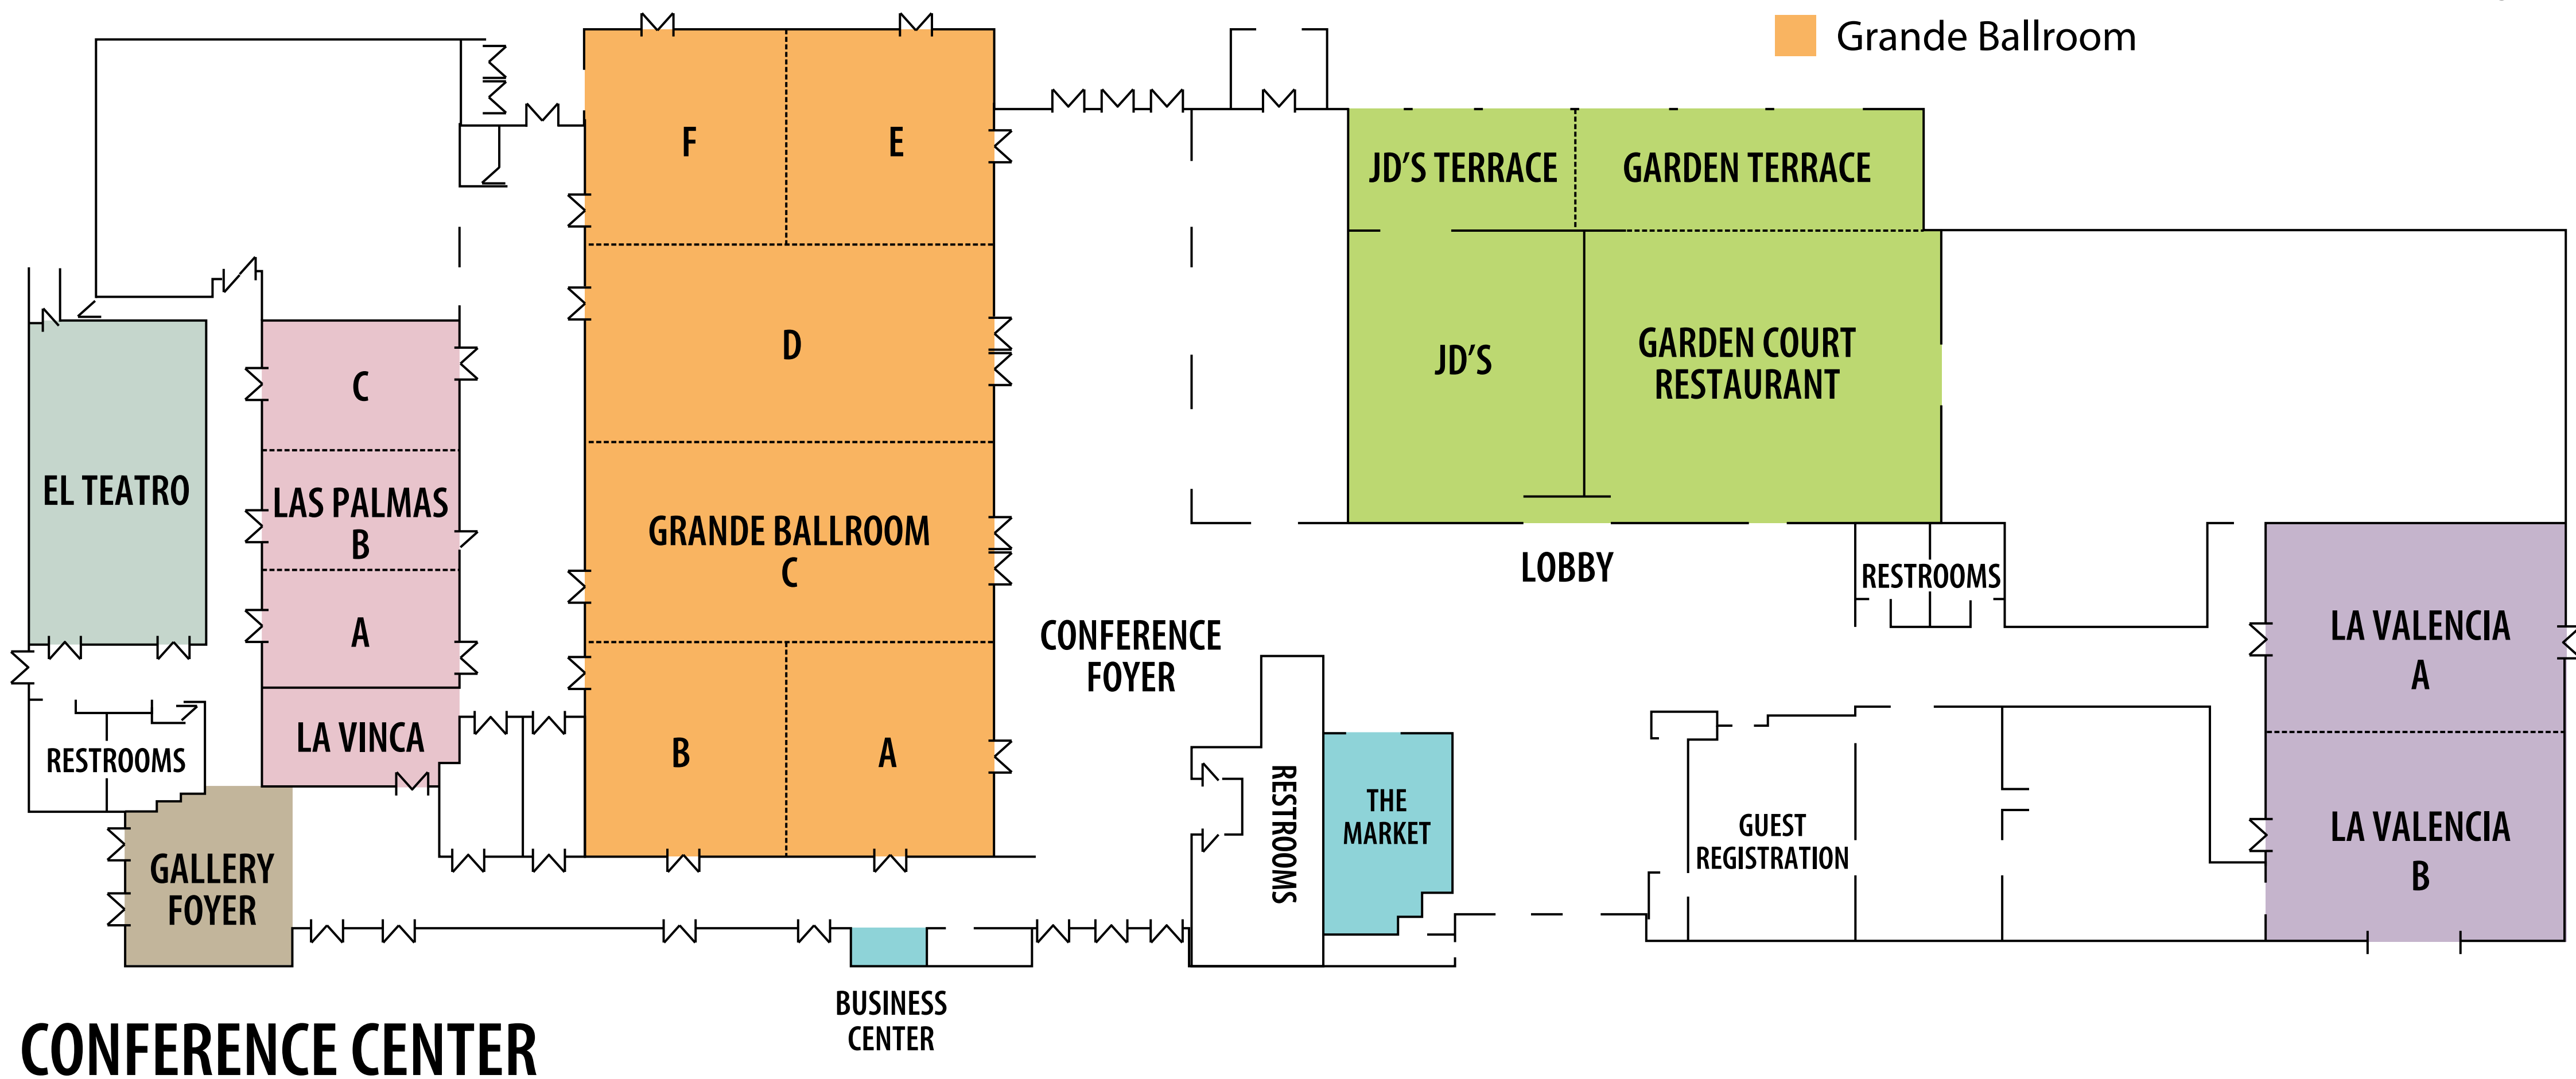 Grande Ballroom
F
E
JD'S TERRACE
GARDEN TERRACE
D
JD'S
GARDEN COURT
RESTAURANT
C
EL TEATRO
LAS PALMAS
B
A
GRANDE BALLROOM
C
LOBBY
RESTROOMS
CONFERENCE
FOYER
LA VALENCIA
A
LA VINCA
RESTROOMS
B
A
RESTROOMS
THE
MARKET
GUEST
REGISTRATION
LA VALENCIA
B
GALLERY
FOYER
BUSINESS
CENTER
CONFERENCE CENTER